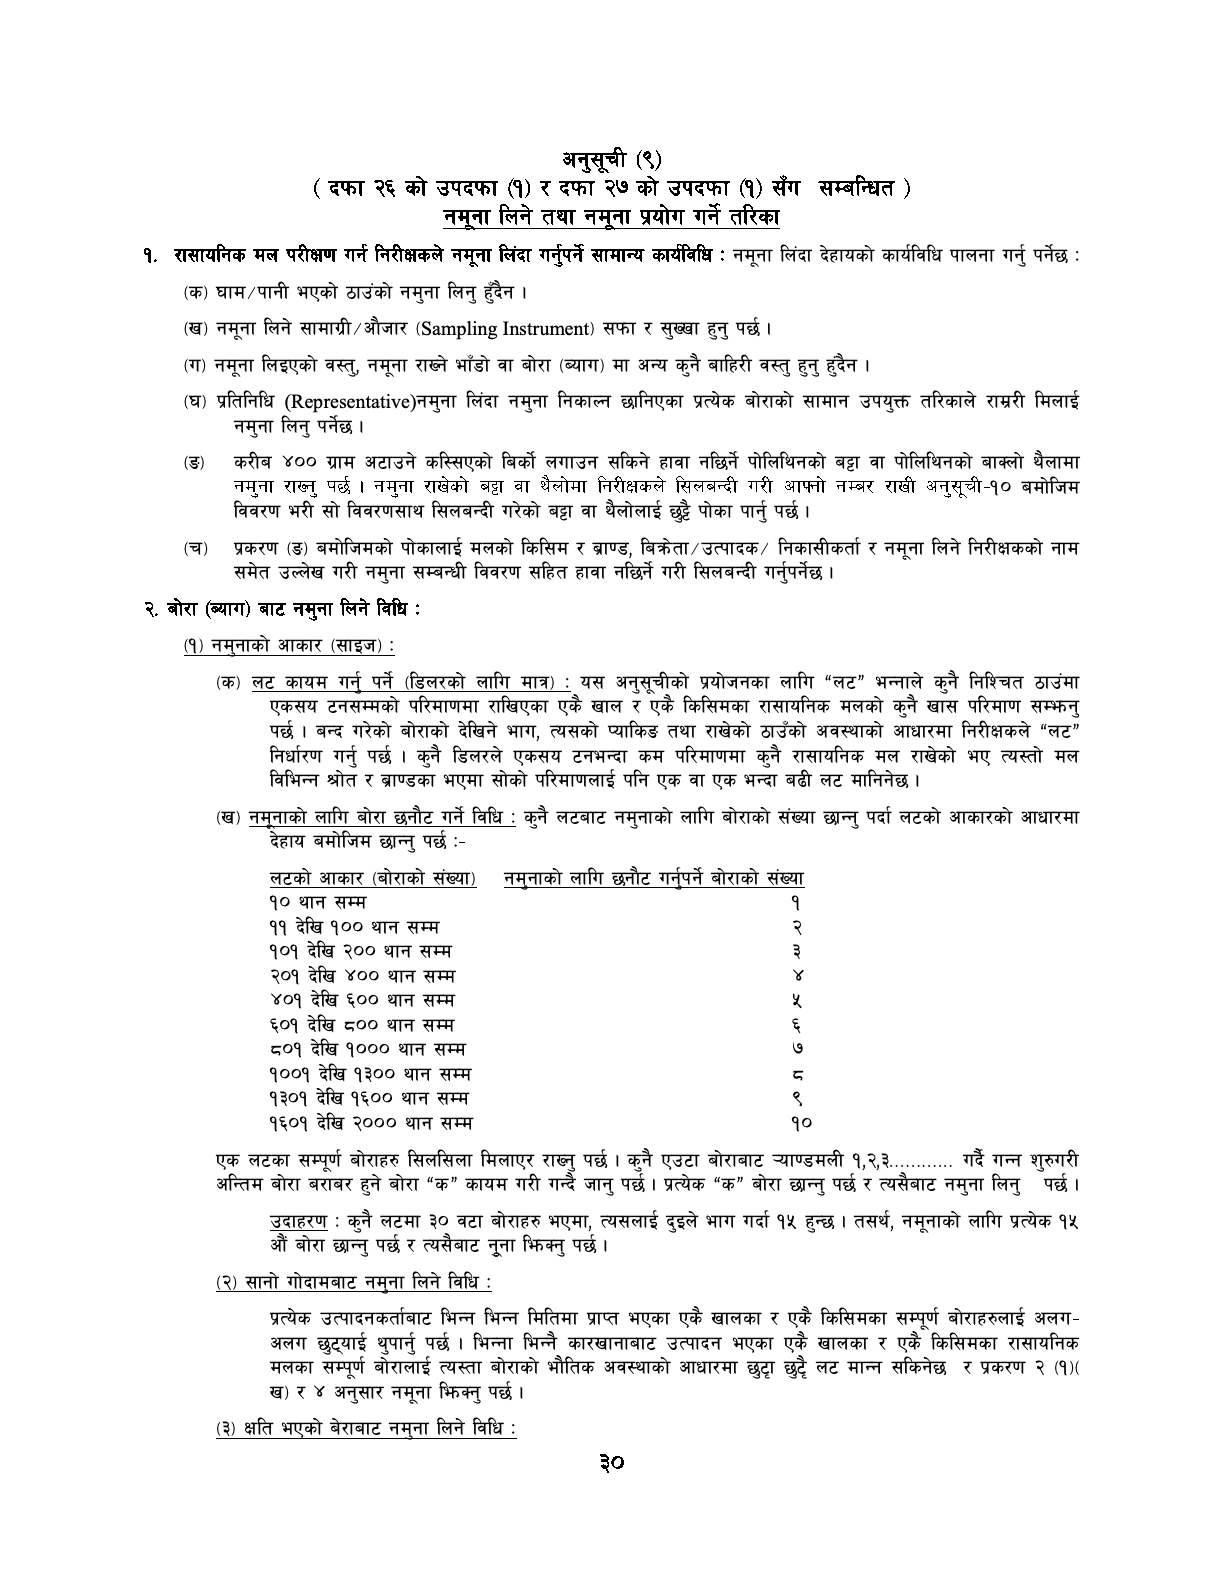 अनुसूची (९)
( दफा २६ को उपदफा (१) र दफा २७ को उपदफा (१) सँग सम्बन्धित )
नमूना लिने तथा नमूना प्रयोग गर्ने तरिका
१. रासायनिक मल परीक्षण गर्न निरीक्षकले नमूना लिंदा गर्नुपर्ने सामान्य कार्यविधि : नमूना लिंदा देहायको कार्यविधि पालना गर्नु पर्नेछ :
(क) घाम/पानी भएको ठाउंको नमुना लिनु हुँदैन ।
(ख) नमूना लिने सामाग्री/औजार (Sampling Instrument) सफा र सुख्खा हुनु पर्छ ।
(ग) नमूना लिइएको वस्तु, नमूना राख्ने भाँडो वा बोरा (ब्याग) मा अन्य कुनै बाहिरी वस्तु हुनु हुंदैन ।
(घ) प्रतिनिधि (Representative)नमुना लिंदा नमुना निकाल्न छानिएका प्रत्येक बोराको सामान उपयुक्त तरिकाले राम्ररी मिलाई
नमुना लिनु पर्नेछ ।
(ङ) करीब ४०० ग्राम अटाउने कस्सिएको बिर्को लगाउन सकिने हावा नछिर्ने पोलिथिनको बट्टा वा पोलिथिनको बाक्लो थैलामा
नमुना राख्नु पर्छ । नमुना राखेको बट्टा वा थैलोमा निरीक्षकले सिलबन्दी गरी आफ्नो नम्बर राखी अनुसूची-१० बमोजिम
विवरण भरी सो विवरणसाथ सिलबन्दी गरेको बट्टा वा थैलोलाई छुट्टै पोका पार्नु पर्छ ।
(च) प्रकरण (ङ) बमोजिमको पोकालाई मलको किसिम र ब्राण्ड, बिक्रेता/उत्पादक/ निकासीकर्ता र नमूना लिने निरीक्षकको नाम
समेत उल्लेख गरी नमुना सम्बन्धी विवरण सहित हावा नछिर्ने गरी सिलबन्दी गर्नुपर्नेछ ।
२. बोरा (ब्याग) बाट नमुना लिने विधि :
(१) नमुनाको आकार (साइज) :
(क) लट कायम गर्नु पर्ने (डिलरको लागि मात्र) : यस अनुसूचीको प्रयोजनका लागि “लट” भन्नाले कुनै निश्चित ठाउंमा
एकसय टनसम्मको परिमाणमा राखिएका एकै खाल र एकै किसिमका रासायनिक मलको कुनै खास परिमाण सम्झनु
पर्छ । बन्द गरेको बोराको देखिने भाग, त्यसको प्याकिङ तथा राखेको ठाउँको अवस्थाको आधारमा निरीक्षकले “लट”
निर्धारण गर्नु पर्छ । कुनै डिलरले एकसय टनभन्दा कम परिमाणमा कुनै रासायनिक मल राखेको भए त्यस्तो मल
विभिन्न श्रोत र ब्राण्डका भएमा सोको परिमाणलाई पनि एक वा एक भन्दा बढी लट मानिनेछ ।
(ख) नमूनाको लागि बोरा छनौट गर्ने विधि : कुनै लटबाट नमुनाको लागि बोराको संख्या छान्नु पर्दा लटको आकारको आधारमा
देहाय बमोजिम छान्नु पर्छ :-
लटको आकार (बोराको संख्या) नमुनाको लागि छनौट गर्नुपर्ने बोराको संख्या
१० थान सम्म १
११ देखि १०० थान सम्म २
१०१ देखि २०० थान सम्म ३
२०१ देखि ४०० थान सम्म ४
४०१ देखि ६०० थान सम्म ५
६०१ देखि ८०० थान सम्म ६
८०१ देखि १००० थान सम्म ७
१००१ देखि १३०० थान सम्म ८
१३०१ देखि १६०० थान सम्म ९
१६०१ देखि २००० थान सम्म १०
एक लटका सम्पूर्ण बोराहरु सिलसिला मिलाएर राख्नु पर्छ । कुनै एउटा बोराबाट र्‍याण्डमली १,२,३............ गर्दै गन्न शुरुगरी
अन्तिम बोरा बराबर हुने बोरा “क” कायम गरी गन्दै जानु पर्छ । प्रत्येक “क” बोरा छान्नु पर्छ र त्यसैबाट नमुना लिनु पर्छ ।
उदाहरण : कुनै लटमा ३० वटा बोराहरु भएमा, त्यसलाई दुइले भाग गर्दा १५ हुन्छ । तसर्थ, नमूनाको लागि प्रत्येक १५
औं बोरा छान्नु पर्छ र त्यसैबाट नूना झिक्नु पर्छ ।
(२) सानो गोदामबाट नमुना लिने विधि :
प्रत्येक उत्पादनकर्ताबाट भिन्न भिन्न मितिमा प्राप्त भएका एकै खालका र एकै किसिमका सम्पूर्ण बोराहरुलाई अलग-
अलग छुट्याई थुपार्नु पर्छ । भिन्ना भिन्नै कारखानाबाट उत्पादन भएका एकै खालका र एकै किसिमका रासायनिक
मलका सम्पूर्ण बोरालाई त्यस्ता बोराको भौतिक अवस्थाको आधारमा छुट्टा छुट्टै लट मान्न सकिनेछ र प्रकरण २ (१)(
ख) र ४ अनुसार नमूना झिक्नु पर्छ ।
(३) क्षति भएको बेराबाट नमुना लिने विधि :
३०